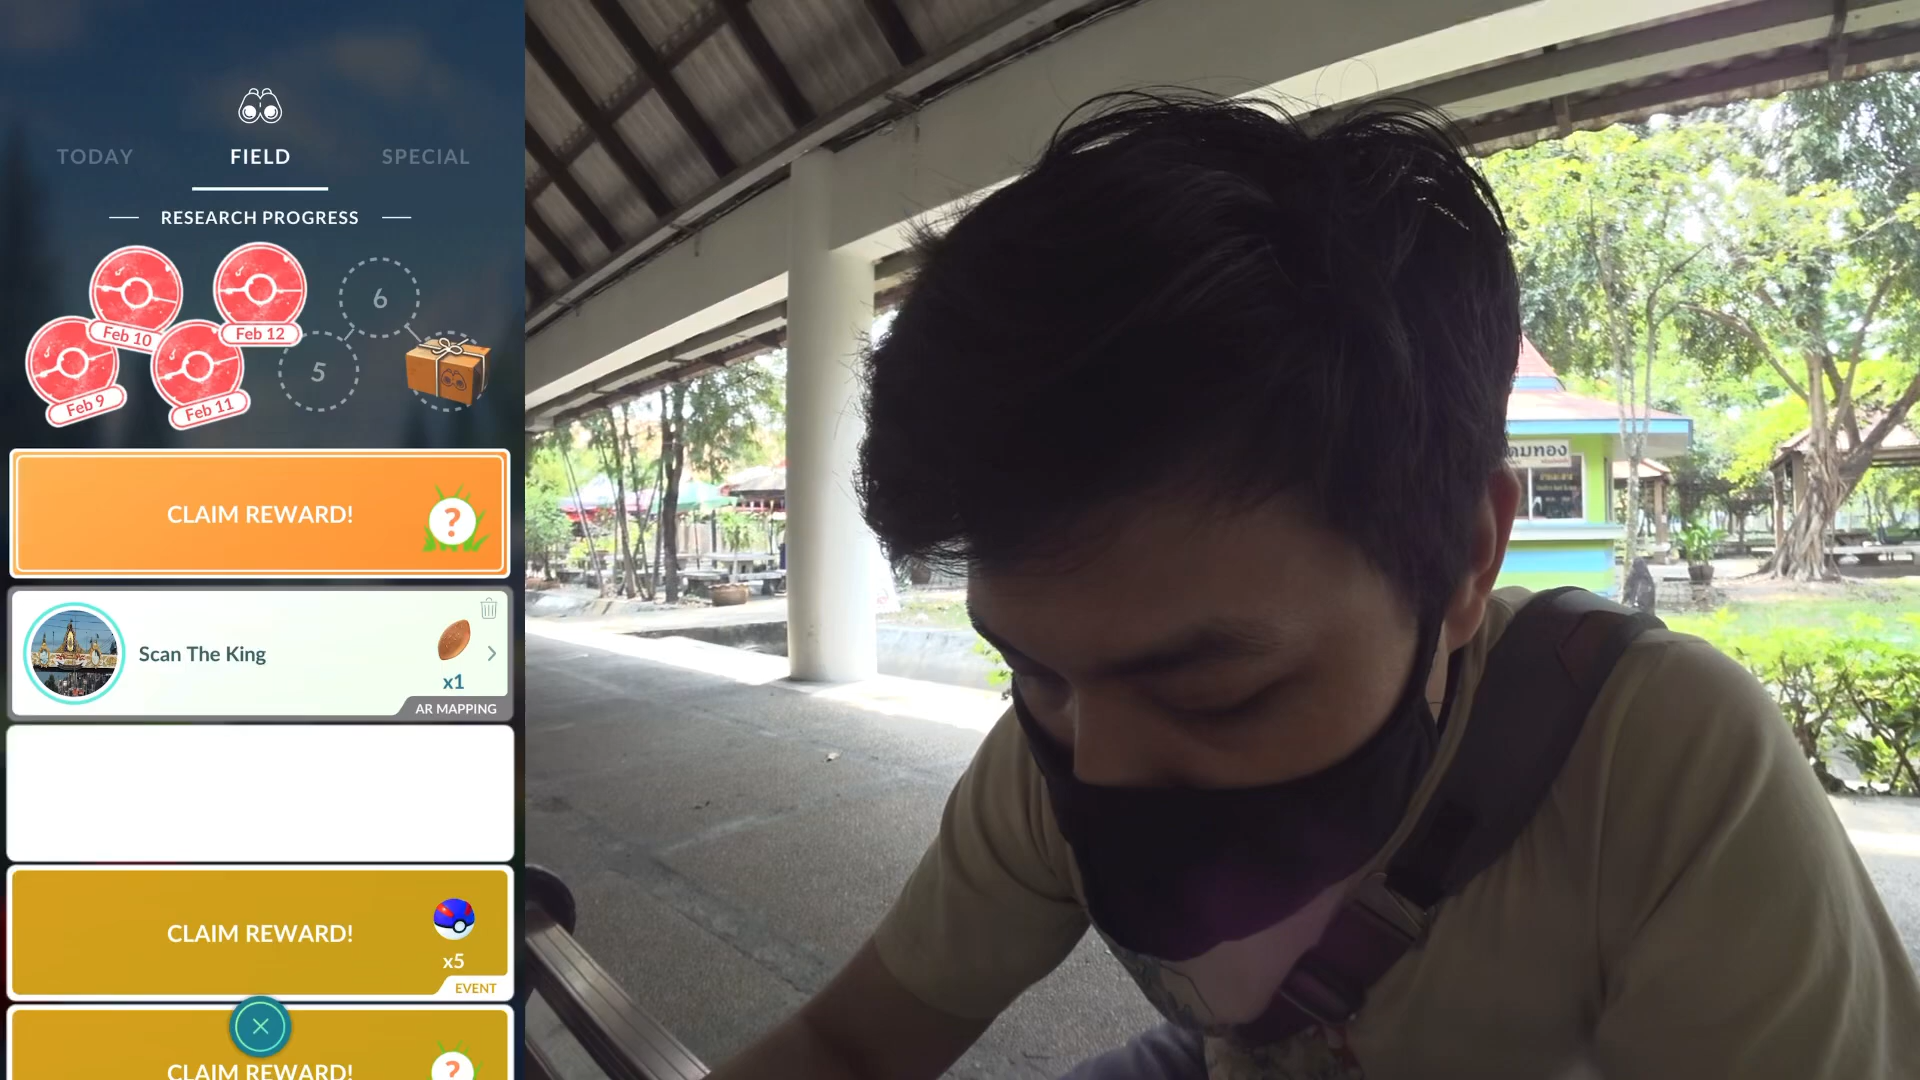 TODAY
FIELD
SPECIAL
RESEARCH PROGRESS
Feb 9
Feb 10
Feb 11
Feb 12
5
6
CLAIM REWARD!
?
Scan The King
x1
AR MAPPING
CLAIM REWARD!
x5
EVENT
CLAIM REWARD!
?